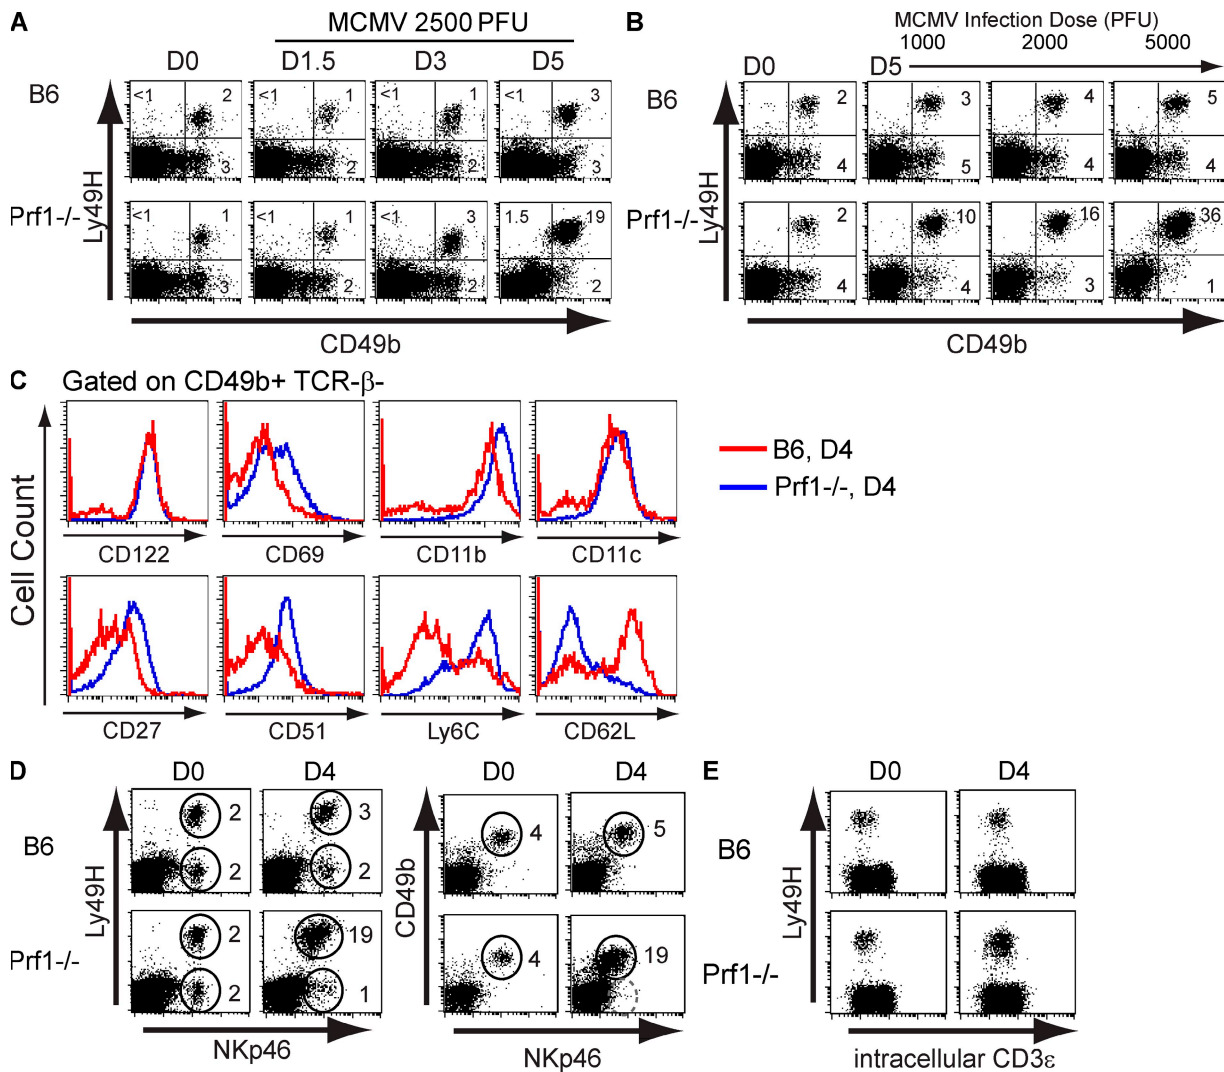 A
MCMV 2500 PFU
D0 D1.5 D3 D5
B6
<1 2 <1 1 <1 1 <1 3
3 2 2 3
Prf1-/-
<1 1 <1 1 <1 3 1.5 19
3 2 2 2
Ly49H
CD49b
B
MCMV Infection Dose (PFU)
1000 2000 5000
D0 D5
B6
2 3 4 5
4 5 4 4
Prf1-/-
2 10 16 36
4 4 3 1
Ly49H
CD49b
C Gated on CD49b+ TCR-β-
Cell Count
CD122 CD69 CD11b CD11c
CD27 CD51 Ly6C CD62L
B6, D4
Prf1-/-, D4
D
D0 D4
B6
2 3
2 2
Prf1-/-
2 19
2 1
Ly49H
NKp46
D0 D4
4 5
4 19
CD49b
NKp46
E
D0 D4
B6
Prf1-/-
Ly49H
intracellular CD3ε